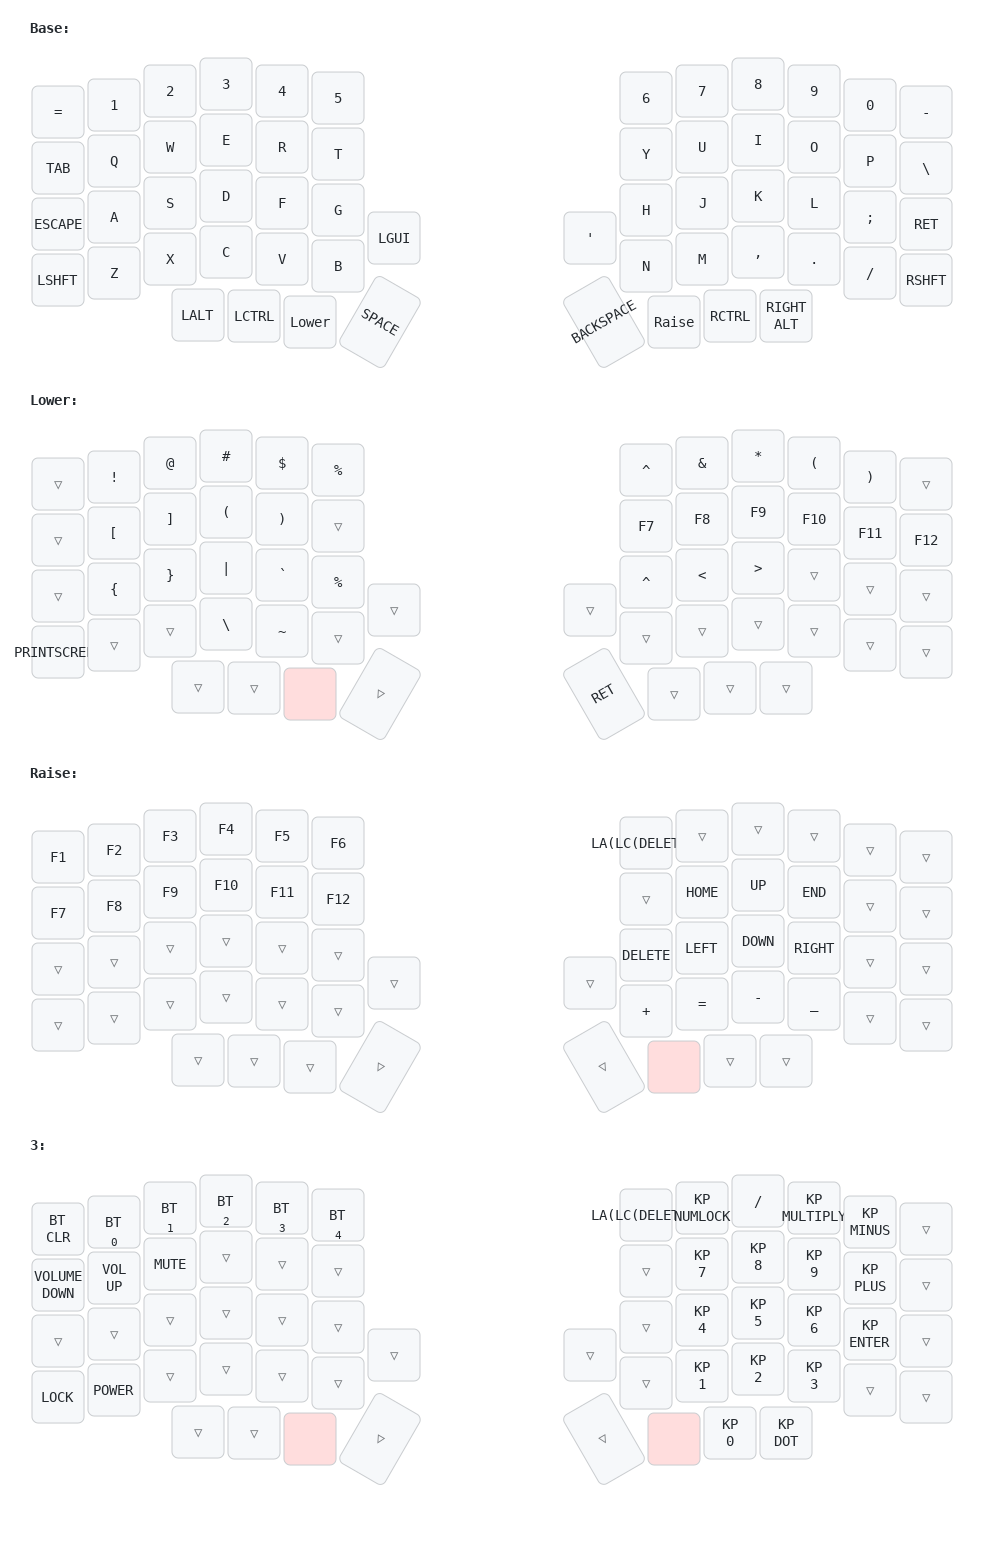 Base:
= 1 2 3 4 5 6 7 8 9 0 -
TAB Q W E R T Y U I O P \
ESCAPE A S D F G H J K L ; RET
LSHFT Z X C V B LGUI ' N M , . / RSHFT
LALT LCTRL Lower SPACE BACKSPACE Raise RCTRL RIGHT ALT
Lower:
▽ ! @ # $ % ^ & * ( ) ▽
▽ [ ] ( ) ▽ F7 F8 F9 F10 F11 F12
▽ { } | ` % ^ < > ▽ ▽ ▽
PRINTSCREE ▽ ▽ \ ~ ▽ ▽ ▽ ▽ ▽ ▽ ▽ ▽ ▽
▽ ▽ ▷ RET ▽ ▽ ▽
Raise:
F1 F2 F3 F4 F5 F6 LA(LC(DELET ▽ ▽ ▽ ▽ ▽
F7 F8 F9 F10 F11 F12 ▽ HOME UP END ▽ ▽
▽ ▽ ▽ ▽ ▽ ▽ DELETE LEFT DOWN RIGHT ▽ ▽
▽ ▽ ▽ ▽ ▽ ▽ ▽ ▽ + = - _ ▽ ▽
▽ ▽ ▽ ▷ ◁ ▽ ▽
3:
BT CLR BT 0 BT 1 BT 2 BT 3 BT 4 LA(LC(DELET KP NUMLOCK / KP MULTIPLY KP MINUS ▽
VOLUME DOWN VOL UP MUTE ▽ ▽ ▽ ▽ KP 7 KP 8 KP 9 KP PLUS ▽
▽ ▽ ▽ ▽ ▽ ▽ ▽ KP 4 KP 5 KP 6 KP ENTER ▽
LOCK POWER ▽ ▽ ▽ ▽ ▽ ▽ ▽ KP 1 KP 2 KP 3 ▽ ▽
▽ ▽ ▷ ◁ KP 0 KP DOT